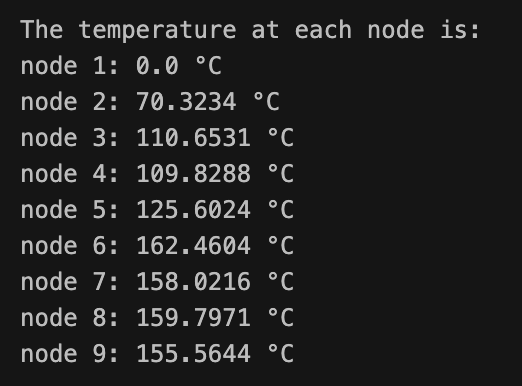 The temperature at each node is:
node 1: 0.0 °C
node 2: 70.3234 °C
node 3: 110.6531 °C
node 4: 109.8288 °C
node 5: 125.6024 °C
node 6: 162.4604 °C
node 7: 158.0216 °C
node 8: 159.7971 °C
node 9: 155.5644 °C